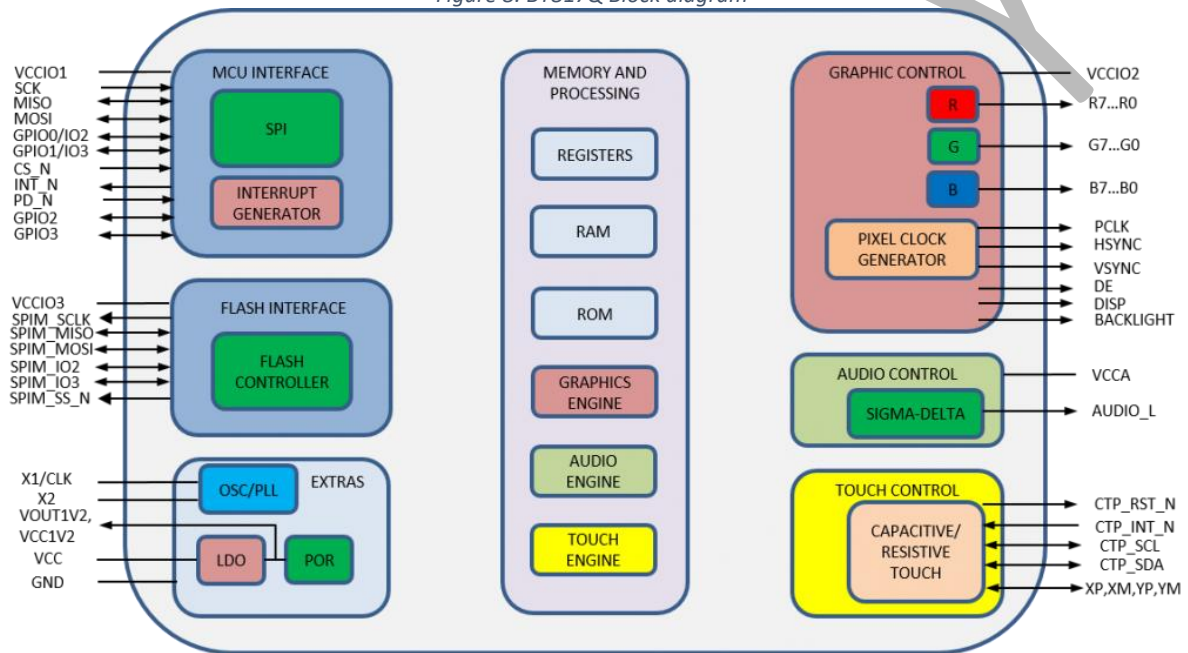 Figure BT817Q Block diagram
VCCIO1
SCK
MISO
MOSI
GPIO0/IO2
GPIO1/IO3
CS_N
INT_N
PD_N
GPIO2
GPIO3
MCU INTERFACE
SPI
INTERRUPT
GENERATOR
VCCIO3
SPIM_SCLK
SPIM_MISO
SPIM_MOSI
SPIM_IO2
SPIM_IO3
SPIM_SS_N
FLASH INTERFACE
FLASH
CONTROLLER
X1/CLK
X2
VOUT1V2,
VCC1V2
VCC
GND
OSC/PLL
EXTRAS
LDO
POR
MEMORY AND
PROCESSING
REGISTERS
RAM
ROM
GRAPHICS
ENGINE
AUDIO
ENGINE
TOUCH
ENGINE
GRAPHIC CONTROL
R
G
B
PIXEL CLOCK
GENERATOR
VCCIO2
R7...R0
G7...G0
B7...B0
PCLK
HSYNC
VSYNC
DE
DISP
BACKLIGHT
AUDIO CONTROL
SIGMA-DELTA
VCCA
AUDIO_L
TOUCH CONTROL
CAPACITIVE/
RESISTIVE
TOUCH
CTP_RST_N
CTP_INT_N
CTP_SCL
CTP_SDA
XP,XM,YP,YM